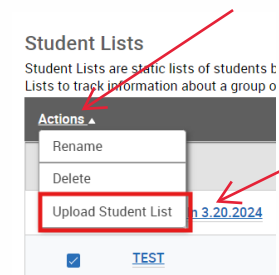 Student Lists
Student Lists are static lists of students
Lists to track information about a group
Actions ▴
Rename
Delete
Upload Student List
3.20.2024
TEST